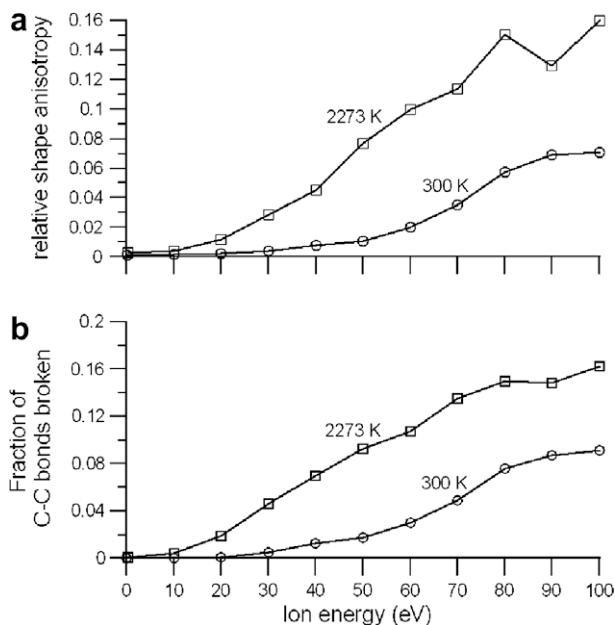 a
relative shape anisotropy
0.16
0.14
0.12
0.1
0.08
0.06
0.04
0.02
0
2273 K
300 K
b
Fraction of
C-C bonds broken
0.2
0.16
0.12
0.08
0.04
0
2273 K
300 K
0 10 20 30 40 50 60 70 80 90 100
Ion energy (eV)